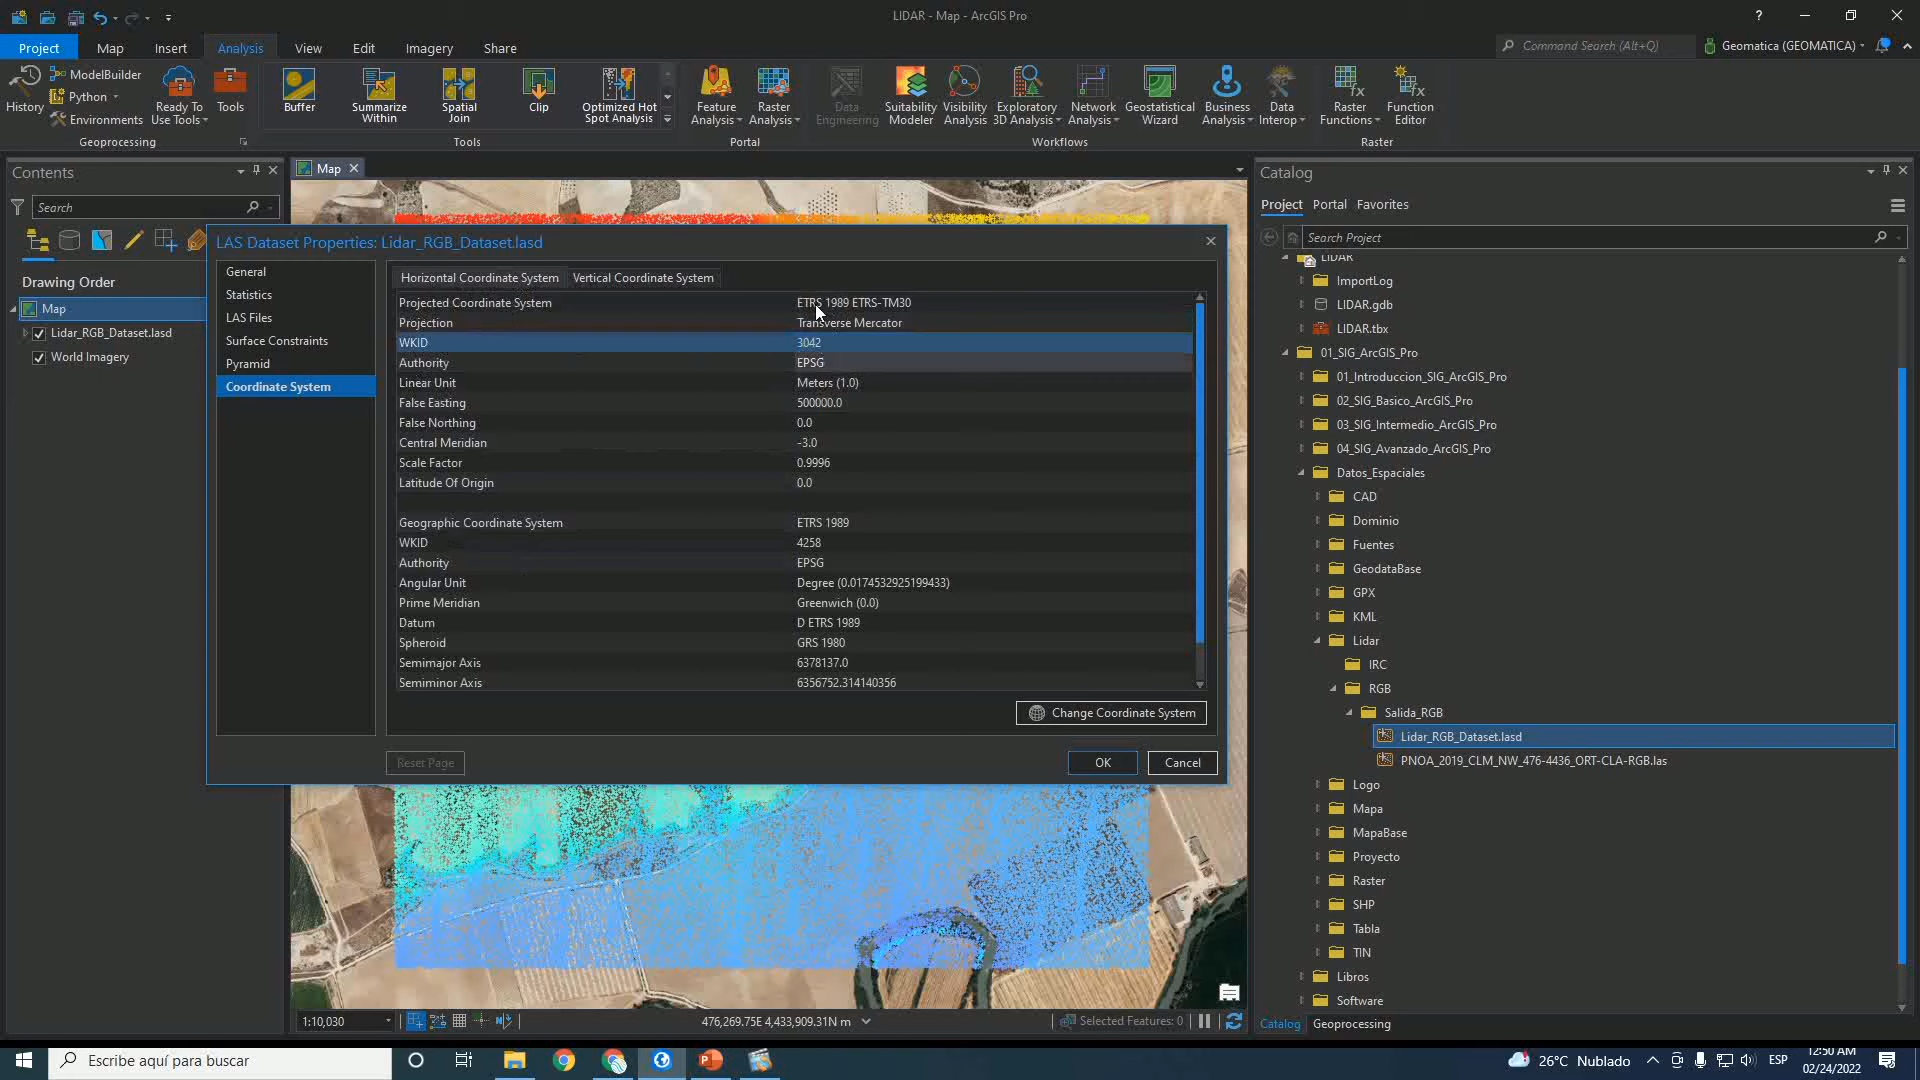 LIDAR - Map - ArcGIS Pro
Project
Map
Insert
Analysis
View
Edit
Imagery
Share
Command Search (Alt+Q)
Geomatica (GEOMATICA)
History
ModelBuilder
Python
Environments
Ready To Use Tools
Tools
Geoprocessing
Buffer
Summarize Within
Spatial Join
Clip
Optimized Hot Spot Analysis
Tools
Feature Analysis
Raster Analysis
Portal
Data Engineering
Suitability Modeler
Visibility Analysis
Exploratory 3D Analysis
Network Analysis
Geostatistical Wizard
Business Analysis
Data Interop
Workflows
Raster Functions
Function Editor
Raster
Contents
Search
Drawing Order
Map
Lidar_RGB_Dataset.lasd
World Imagery
Map
LAS Dataset Properties: Lidar_RGB_Dataset.lasd
General
Statistics
LAS Files
Surface Constraints
Pyramid
Coordinate System
Horizontal Coordinate System
Vertical Coordinate System
Projected Coordinate System ETRS 1989 ETRS-TM30
Projection Transverse Mercator
WKID 3042
Authority EPSG
Linear Unit Meters (1.0)
False Easting 500000.0
False Northing 0.0
Central Meridian -3.0
Scale Factor 0.9996
Latitude Of Origin 0.0
Geographic Coordinate System ETRS 1989
WKID 4258
Authority EPSG
Angular Unit Degree (0.0174532925199433)
Prime Meridian Greenwich (0.0)
Datum D ETRS 1989
Spheroid GRS 1980
Semimajor Axis 6378137.0
Semiminor Axis 6356752.314140356
Change Coordinate System
Reset Page
OK
Cancel
1:10,030
476,269.75E 4,433,909.31N m
Selected Features: 0
Catalog
Project
Portal
Favorites
Search Project
LIDAR
ImportLog
LIDAR.gdb
LIDAR.tbx
01_SIG_ArcGIS_Pro
01_Introduccion_SIG_ArcGIS_Pro
02_SIG_Basico_ArcGIS_Pro
03_SIG_Intermedio_ArcGIS_Pro
04_SIG_Avanzado_ArcGIS_Pro
Datos_Espaciales
CAD
Dominio
Fuentes
GeodataBase
GPX
KML
Lidar
IRC
RGB
Salida_RGB
Lidar_RGB_Dataset.lasd
PNOA_2019_CLM_NW_476-4436_ORT-CLA-RGB.las
Logo
Mapa
MapaBase
Proyecto
Raster
SHP
Tabla
TIN
Libros
Software
Catalog
Geoprocessing
Escribe aquí para buscar
26°C Nublado
ESP
12:50 AM
02/24/2022